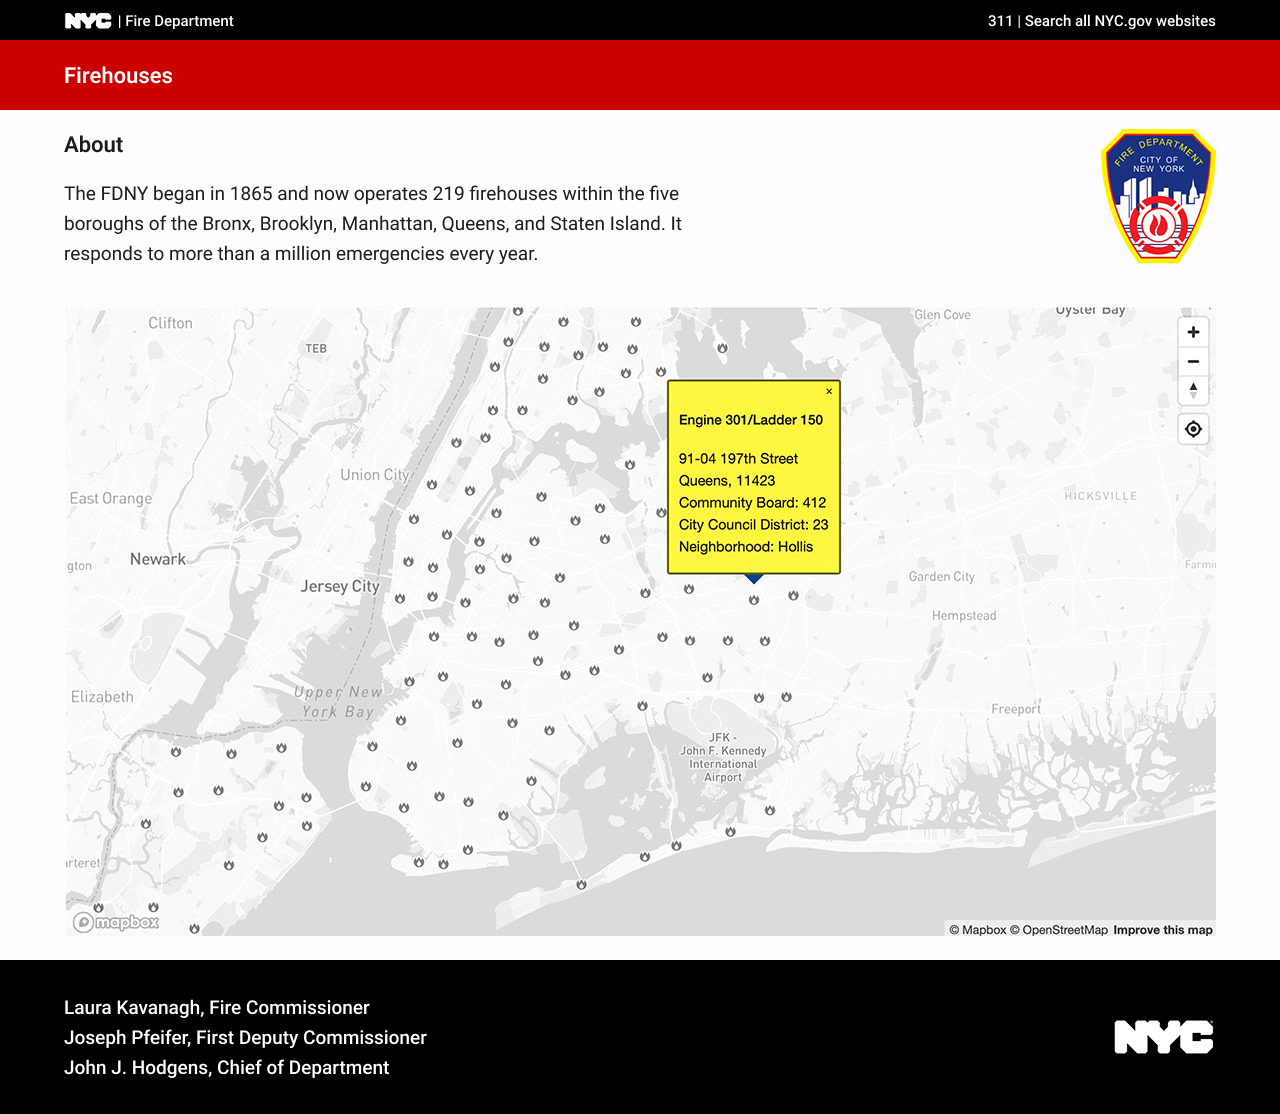 NYC | Fire Department
311 | Search all NYC.gov websites
Firehouses
About
The FDNY began in 1865 and now operates 219 firehouses within the five
boroughs of the Bronx, Brooklyn, Manhattan, Queens, and Staten Island. It
responds to more than a million emergencies every year.
FIRE DEPARTMENT
CITY OF
NEW YORK
Clifton
TEB
Glen Cove
Oyster Bay
Union City
East Orange
HICKSVILLE
Newark
gton
Jersey City
Farmin
Garden City
Hempstead
Elizabeth
Upper New
York Bay
Freeport
JFK -
John F. Kennedy
International
Airport
arteret
×
Engine 301/Ladder 150
91-04 197th Street
Queens, 11423
Community Board: 412
City Council District: 23
Neighborhood: Hollis
mapbox
© Mapbox © OpenStreetMap Improve this map
Laura Kavanagh, Fire Commissioner
Joseph Pfeifer, First Deputy Commissioner
John J. Hodgens, Chief of Department
NYC